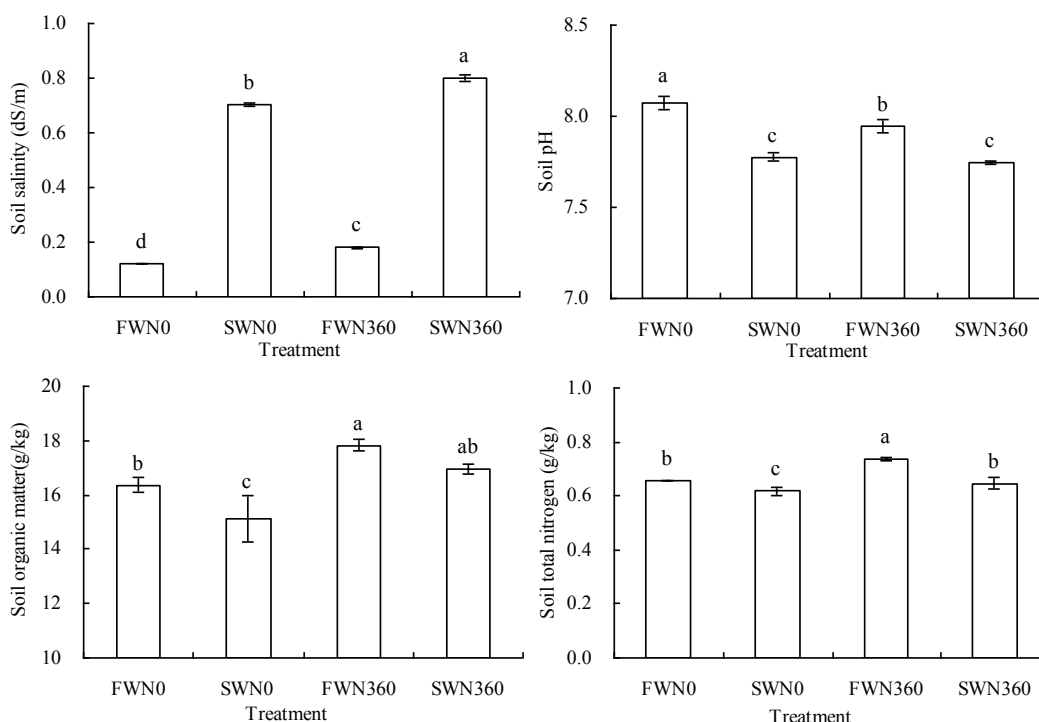 Soil salinity (dS/m)
1.0
0.8
0.6
0.4
0.2
0.0
d
b
c
a
FWN0 SWN0 FWN360 SWN360
Treatment
Soil pH
8.5
8.0
7.5
7.0
a
c
b
c
FWN0 SWN0 FWN360 SWN360
Treatment
Soil organic matter(g/kg)
20
18
16
14
12
10
b
c
a
ab
FWN0 SWN0 FWN360 SWN360
Treatment
Soil total nitrogen (g/kg)
1.0
0.8
0.6
0.4
0.2
0.0
b
c
a
b
FWN0 SWN0 FWN360 SWN360
Treatment